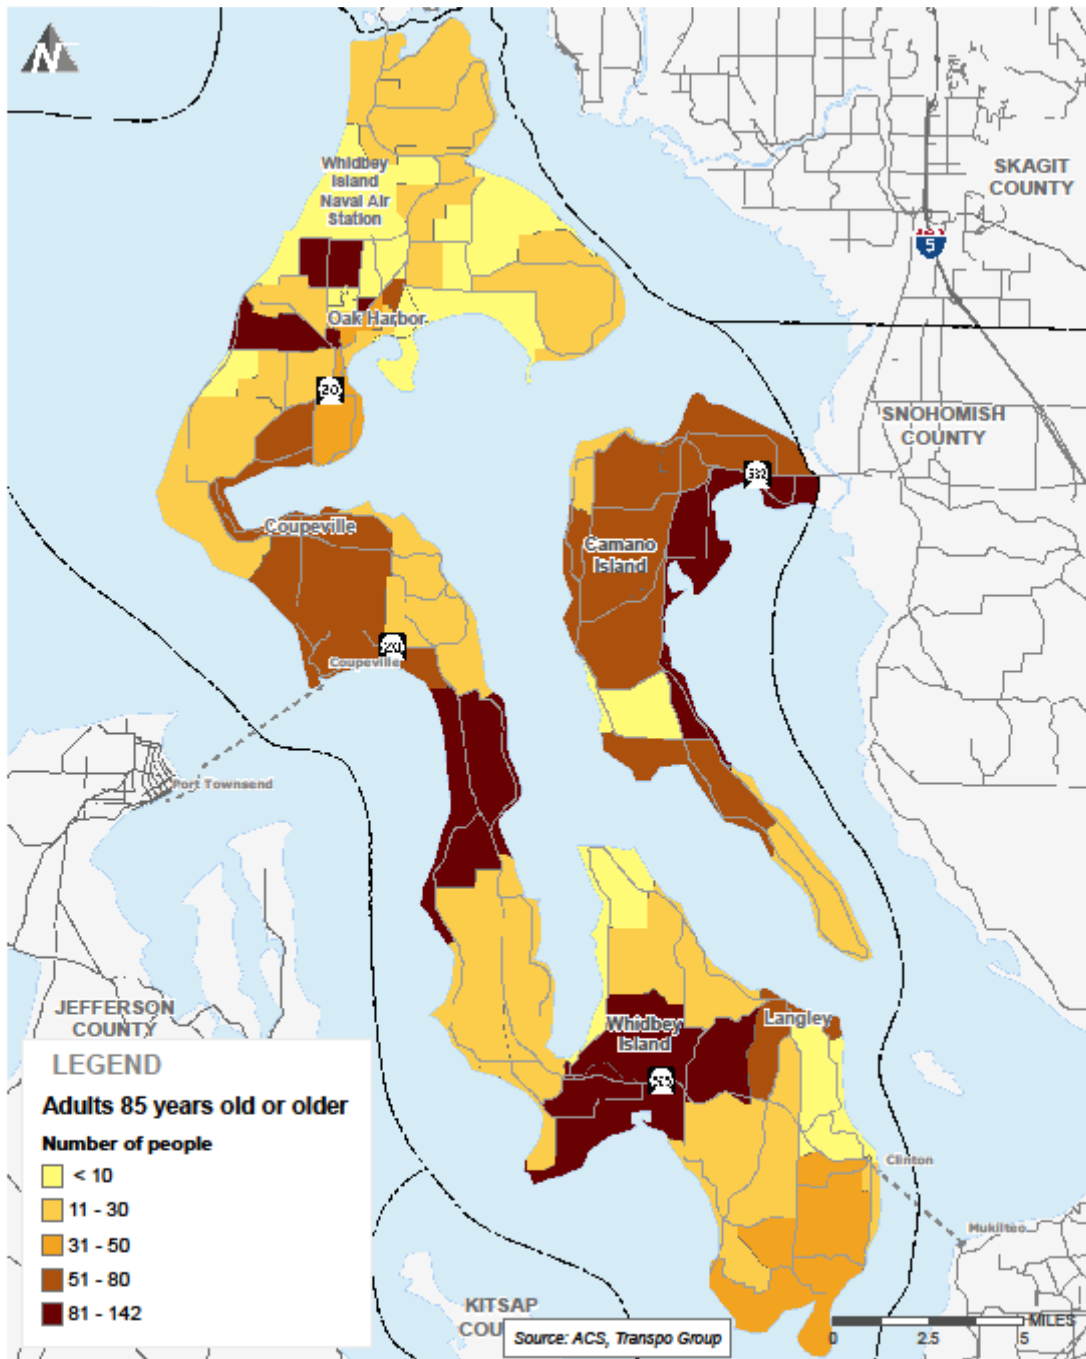 N
Whidbey
Island
Naval Air
Station
SKAGIT
COUNTY
5
Oak Harbor
20
SNOHOMISH
COUNTY
532
Coupeville
Camano
Island
20
Coupeville
Port Townsend
JEFFERSON
COUNTY
Whidbey
Island
Langley
525
Clinton
Mukilteo
LEGEND
Adults 85 years old or older
Number of people
< 10
11 - 30
31 - 50
51 - 80
81 - 142
KITSAP
COU
Source: ACS, Transpo Group
MILES
0 2.5 5